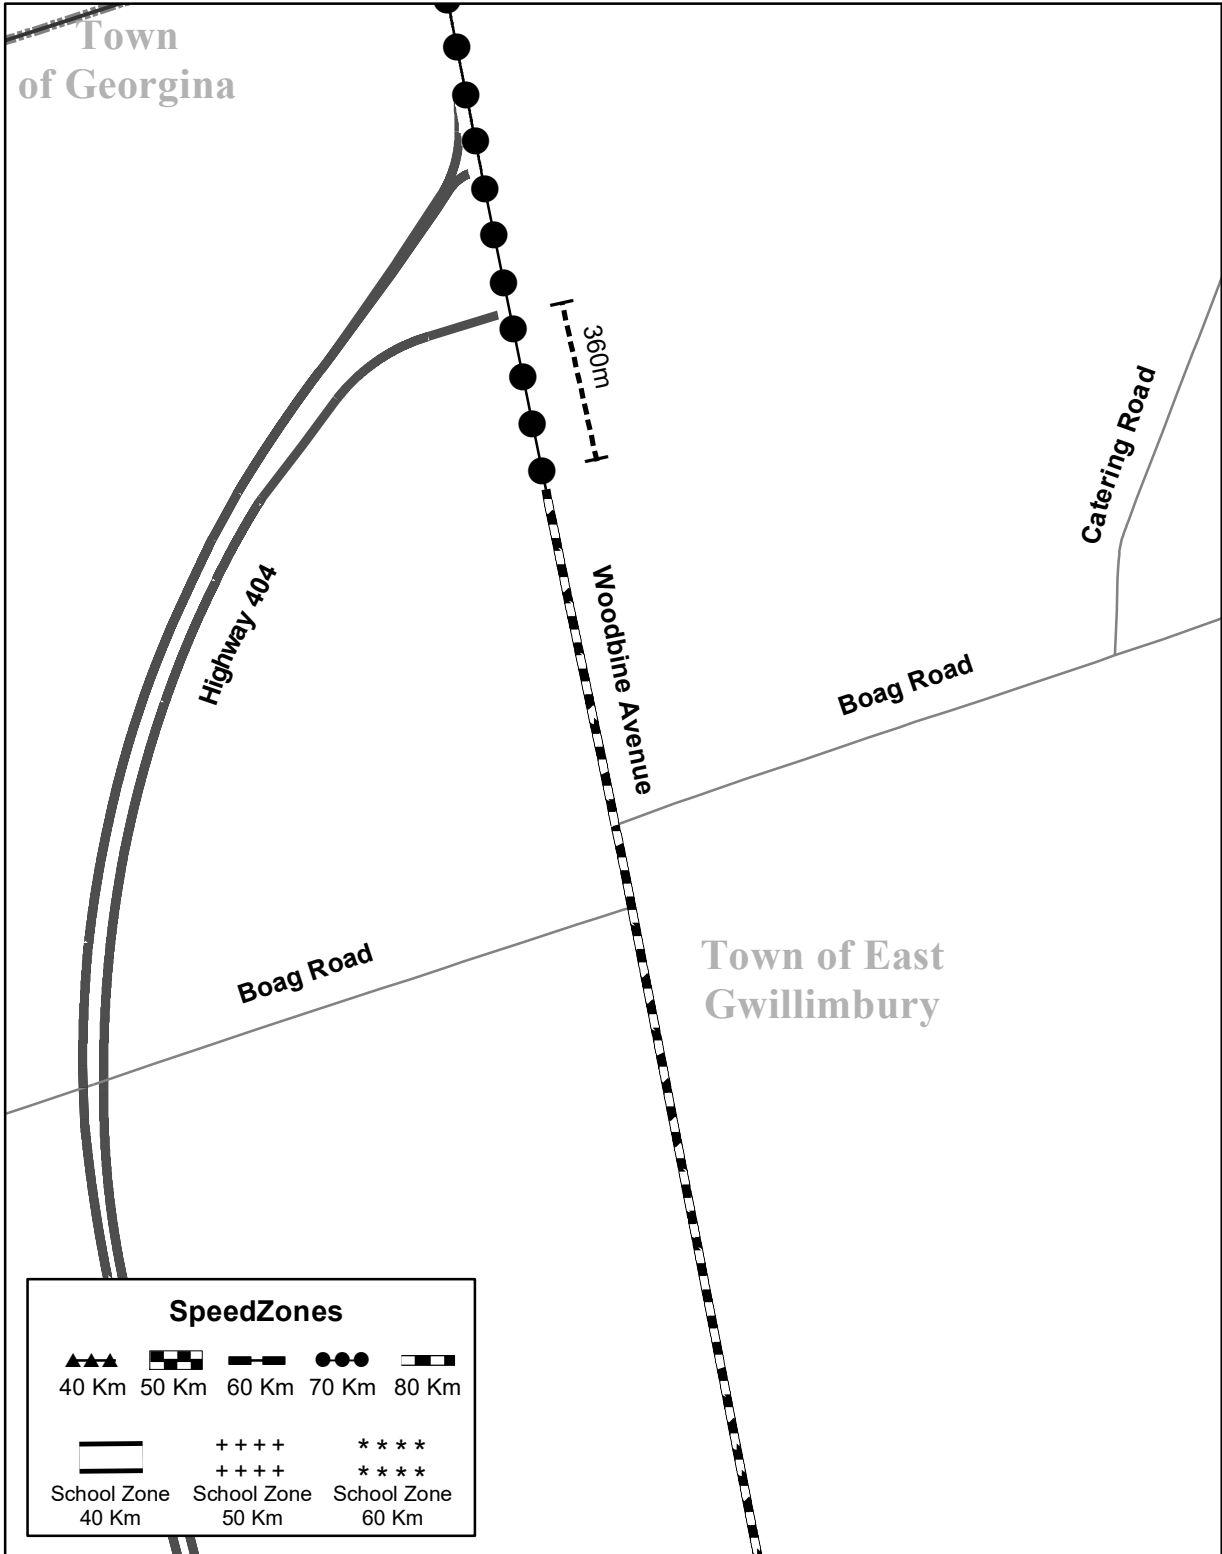 Town
of Georgina
360m
Catering Road
Highway 404
Woodbine Avenue
Boag Road
Boag Road
Town of East
Gwillimbury
SpeedZones
40 Km 50 Km 60 Km 70 Km 80 Km
++++ ****
++++ ****
School Zone School Zone School Zone
40 Km 50 Km 60 Km